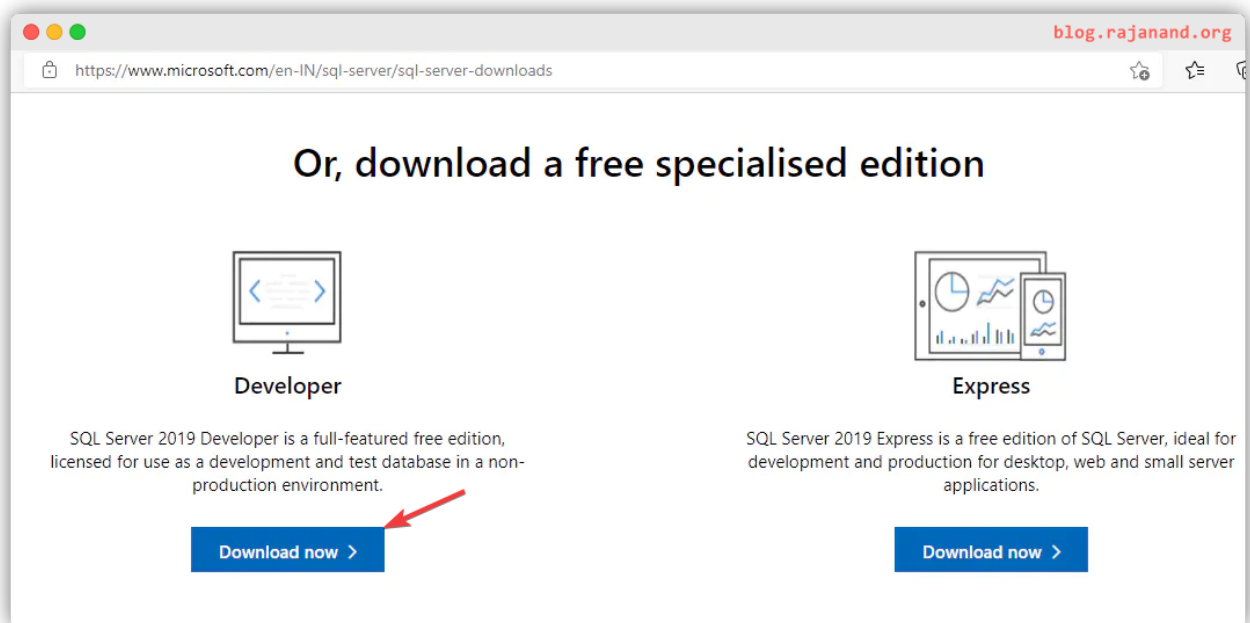 blog.rajanand.org
https://www.microsoft.com/en-IN/sql-server/sql-server-downloads
Or, download a free specialised edition
Developer
SQL Server 2019 Developer is a full-featured free edition,
licensed for use as a development and test database in a non-
production environment.
Download now
Express
SQL Server 2019 Express is a free edition of SQL Server, ideal for
development and production for desktop, web and small server
applications.
Download now